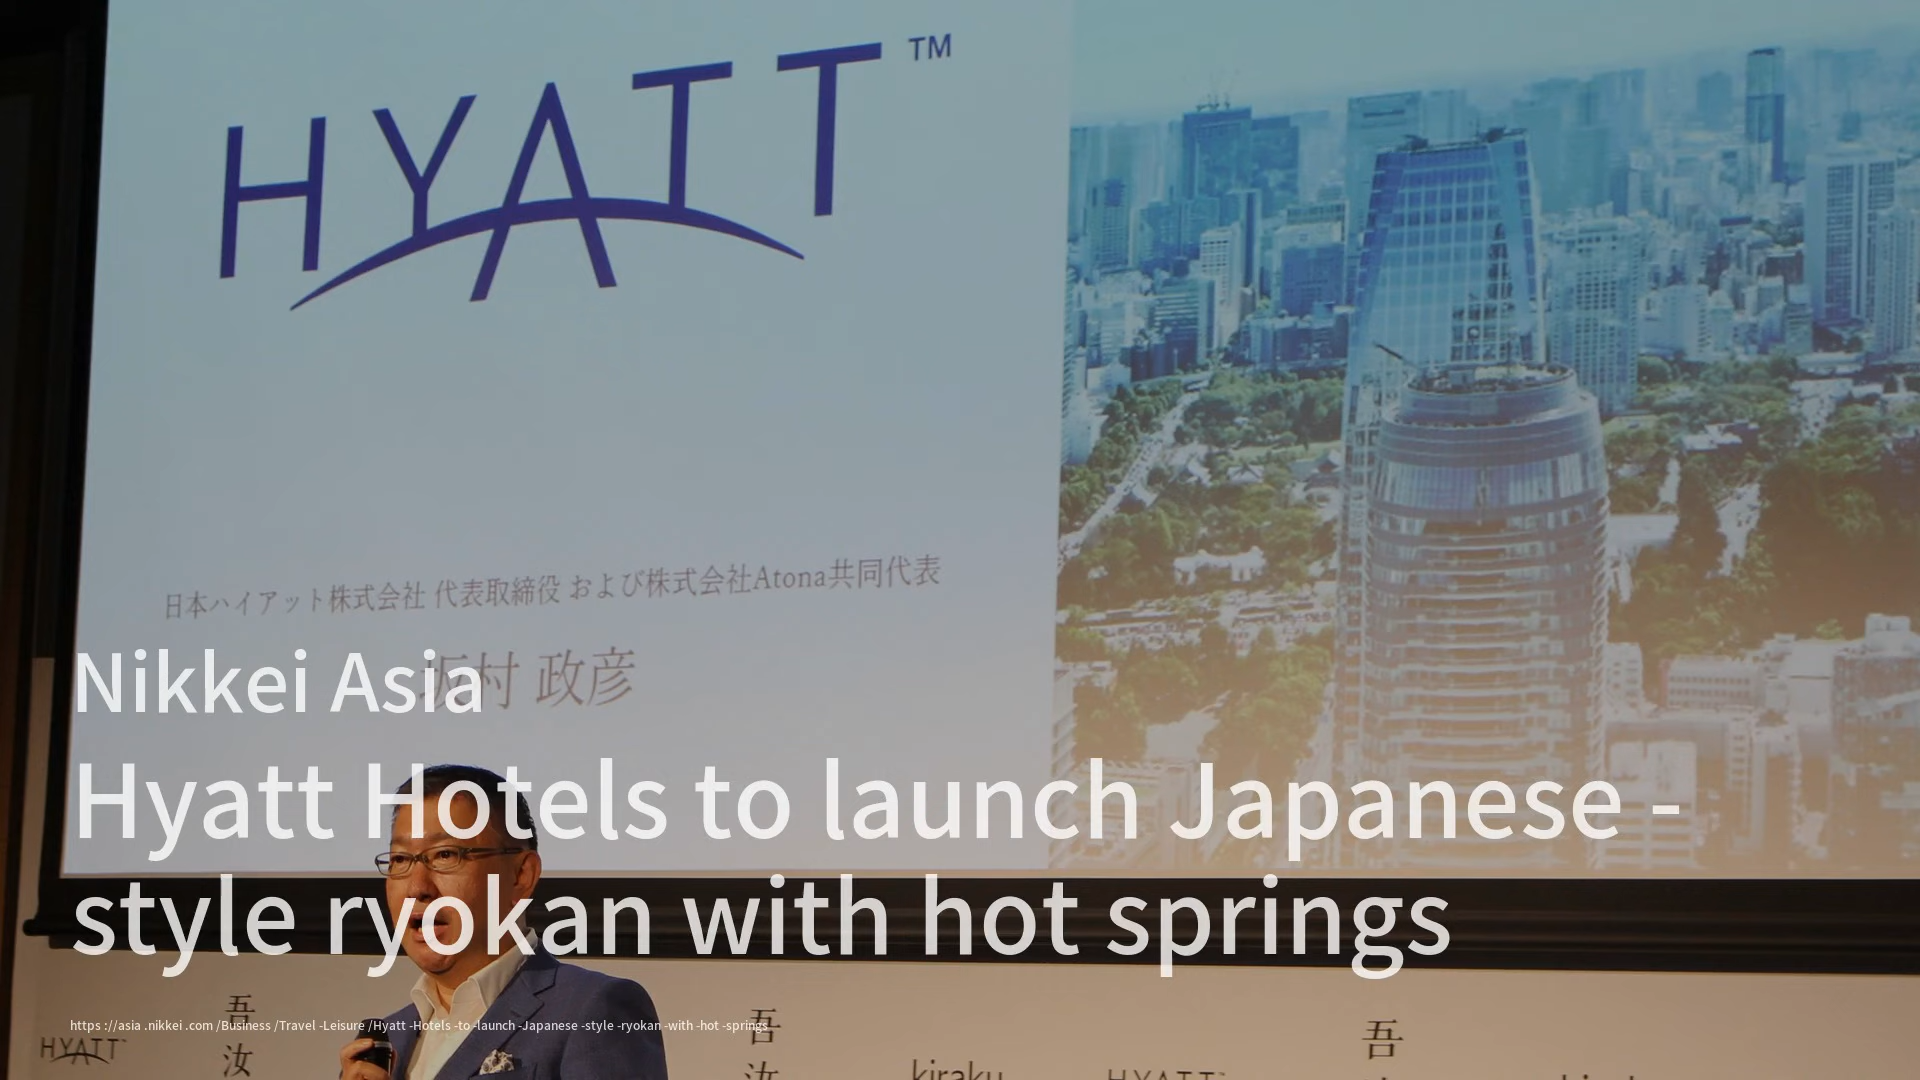 HYATT™
日本ハイアット株式会社 代表取締役 および株式会社Atona共同代表
坂村 政彦
Nikkei Asia
Hyatt Hotels to launch Japanese -
style ryokan with hot springs
https ://asia .nikkei .com /Business /Travel -Leisure /Hyatt -Hotels -to -launch -Japanese -style -ryokan -with -hot -springs
HYATT
吾
汝
吾
汝
kiraku
HYATT
吾